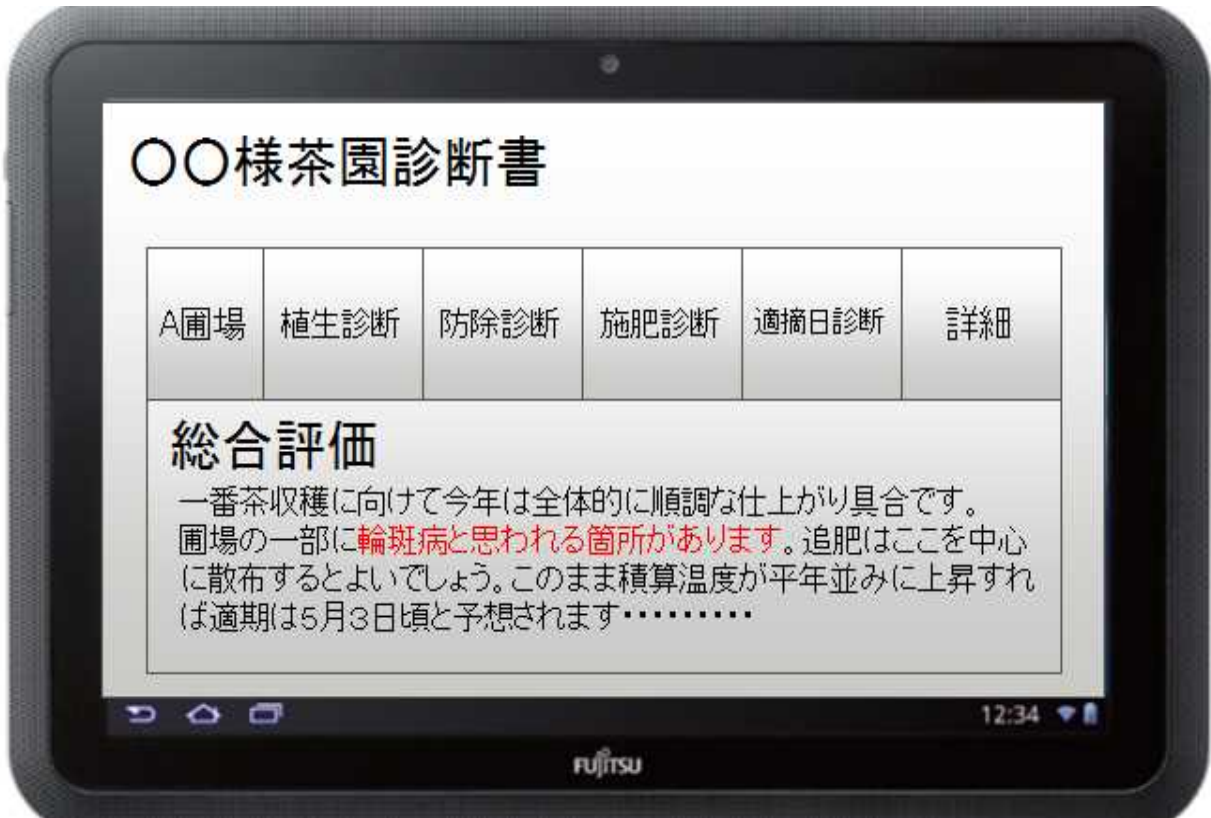 〇〇様茶園診断書
A圃場 植生診断 防除診断 施肥診断 適摘日診断 詳細
総合評価
一番茶収穫に向けて今年は全体的に順調な仕上がり具合です。
圃場の一部に輪斑病と思われる箇所があります。追肥はここを中心
に散布するとよいでしょう。このまま積算温度が平年並みに上昇すれ
ば適期は5月3日頃と予想されます・・・・・・・・・
12:34
FUJITSU